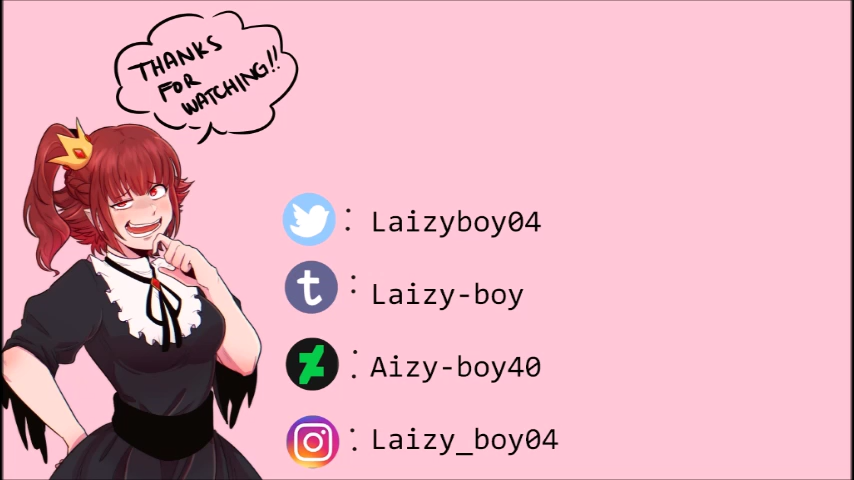 THANKS
FOR
WATCHING!!
: Laizyboy04
: Laizy-boy
: Aizy-boy40
: Laizy_boy04